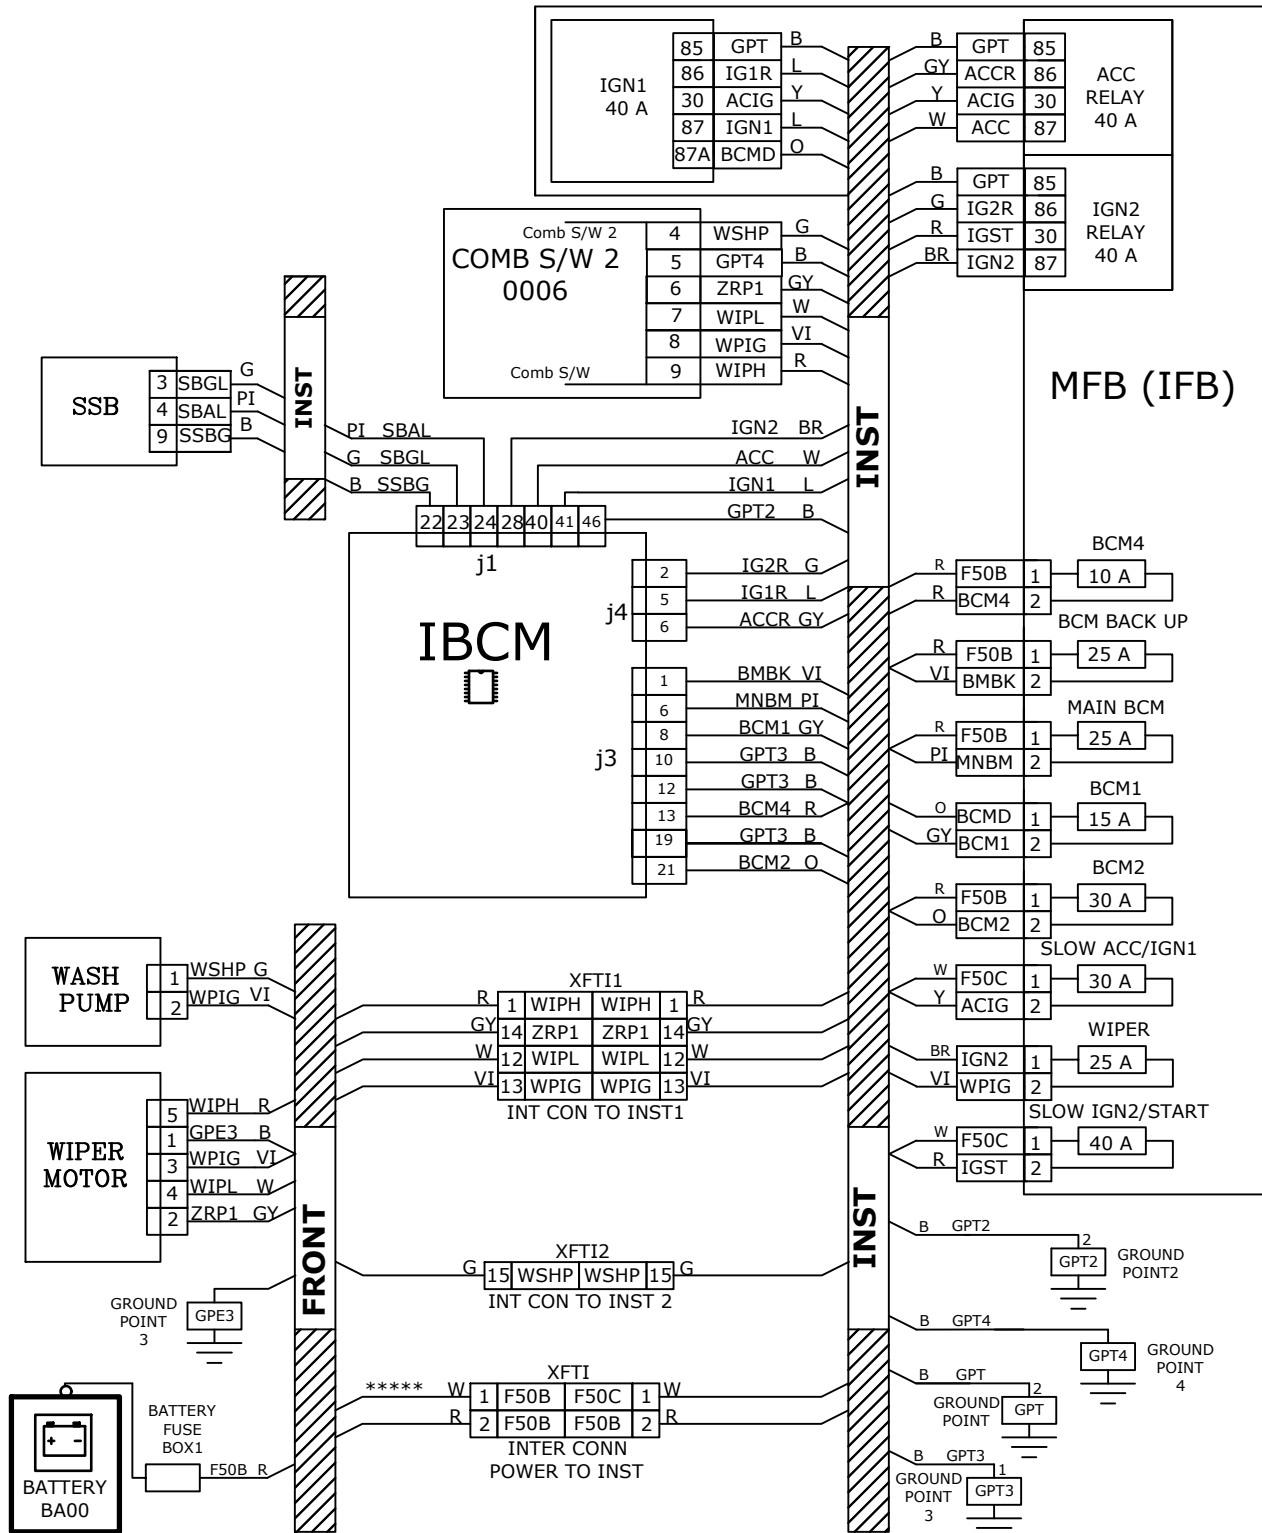 IGN1
40 A
85 GPT B
86 IG1R L
30 ACIG Y
87 IGN1 L
87A BCMD O
B GPT 85
GY ACCR 86
Y ACIG 30
W ACC 87
ACC
RELAY
40 A
B GPT 85
G IG2R 86
R IGST 30
BR IGN2 87
IGN2
RELAY
40 A
Comb S/W 2
COMB S/W 2
0006
Comb S/W
4 WSHP G
5 GPT4 B
6 ZRP1 GY
7 WIPL W
8 WPIG VI
9 WIPH R
MFB (IFB)
SSB
3 SBGL G
4 SBAL PI
9 SSBG B
INST
PI SBAL
G SBGL
B SSBG
IGN2 BR
ACC W
IGN1 L
GPT2 B
INST
22 23 24 28 40 41 46
j1
IBCM
j4
2 IG2R G
5 IG1R L
6 ACCR GY
j3
1 BMBK VI
6 MNBM PI
8 BCM1 GY
10 GPT3 B
12 GPT3 B
13 BCM4 R
19 GPT3 B
21 BCM2 O
BCM4
R F50B 1 10 A
R BCM4 2
BCM BACK UP
R F50B 1 25 A
VI BMBK 2
MAIN BCM
R F50B 1 25 A
PI MNBM 2
BCM1
O BCMD 1 15 A
GY BCM1 2
BCM2
R F50B 1 30 A
O BCM2 2
SLOW ACC/IGN1
W F50C 1 30 A
Y ACIG 2
WIPER
BR IGN2 1 25 A
VI WPIG 2
SLOW IGN2/START
W F50C 1 40 A
R IGST 2
WASH
PUMP
1 WSHP G
2 WPIG VI
WIPER
MOTOR
5 WIPH R
1 GPE3 B
3 WPIG VI
4 WIPL W
2 ZRP1 GY
FRONT
XFTI1
R 1 WIPH WIPH 1 R
GY 14 ZRP1 ZRP1 14 GY
W 12 WIPL WIPL 12 W
VI 13 WPIG WPIG 13 VI
INT CON TO INST1
XFTI2
G 15 WSHP WSHP 15 G
INT CON TO INST 2
INST
B GPT2 2
GPT2
GROUND
POINT2
B GPT4
GPT4
GROUND
POINT
4
B GPT 2
GROUND
POINT
GPT
B GPT3 1
GROUND
POINT
3
GPT3
GROUND
POINT
3
GPE3
XFTI
***** W 1 F50B F50C 1 W
R 2 F50B F50B 2 R
INTER CONN
POWER TO INST
BATTERY
FUSE
BOX1
F50B R
+ -
BATTERY
BA00